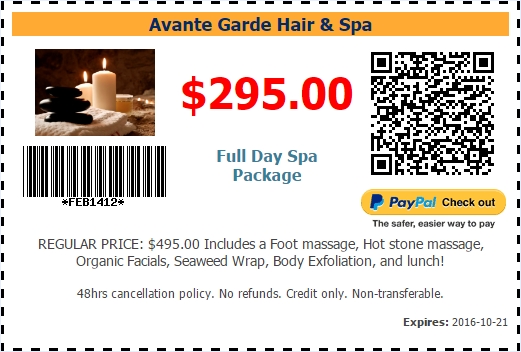 Avante Garde Hair & Spa
$295.00
Full Day Spa
Package
*FEB1412*
PayPal Check out
The safer, easier way to pay
REGULAR PRICE: $495.00 Includes a Foot massage, Hot stone massage,
Organic Facials, Seaweed Wrap, Body Exfoliation, and lunch!
48hrs cancellation policy. No refunds. Credit only. Non-transferable.
Expires: 2016-10-21